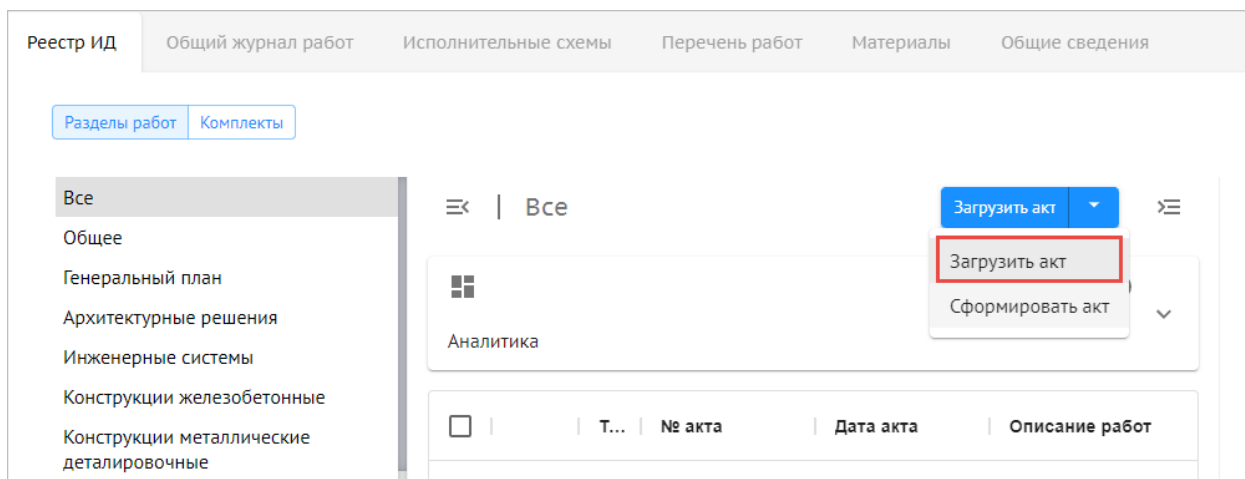 Реестр ИД Общий журнал работ Исполнительные схемы Перечень работ Материалы Общие сведения
Разделы работ Комплекты
Все
Общее
Генеральный план
Архитектурные решения
Инженерные системы
Конструкции железобетонные
Конструкции металлические
деталировочные
Все
Загрузить акт
Загрузить акт
Сформировать акт
Аналитика
Т... № акта Дата акта Описание работ